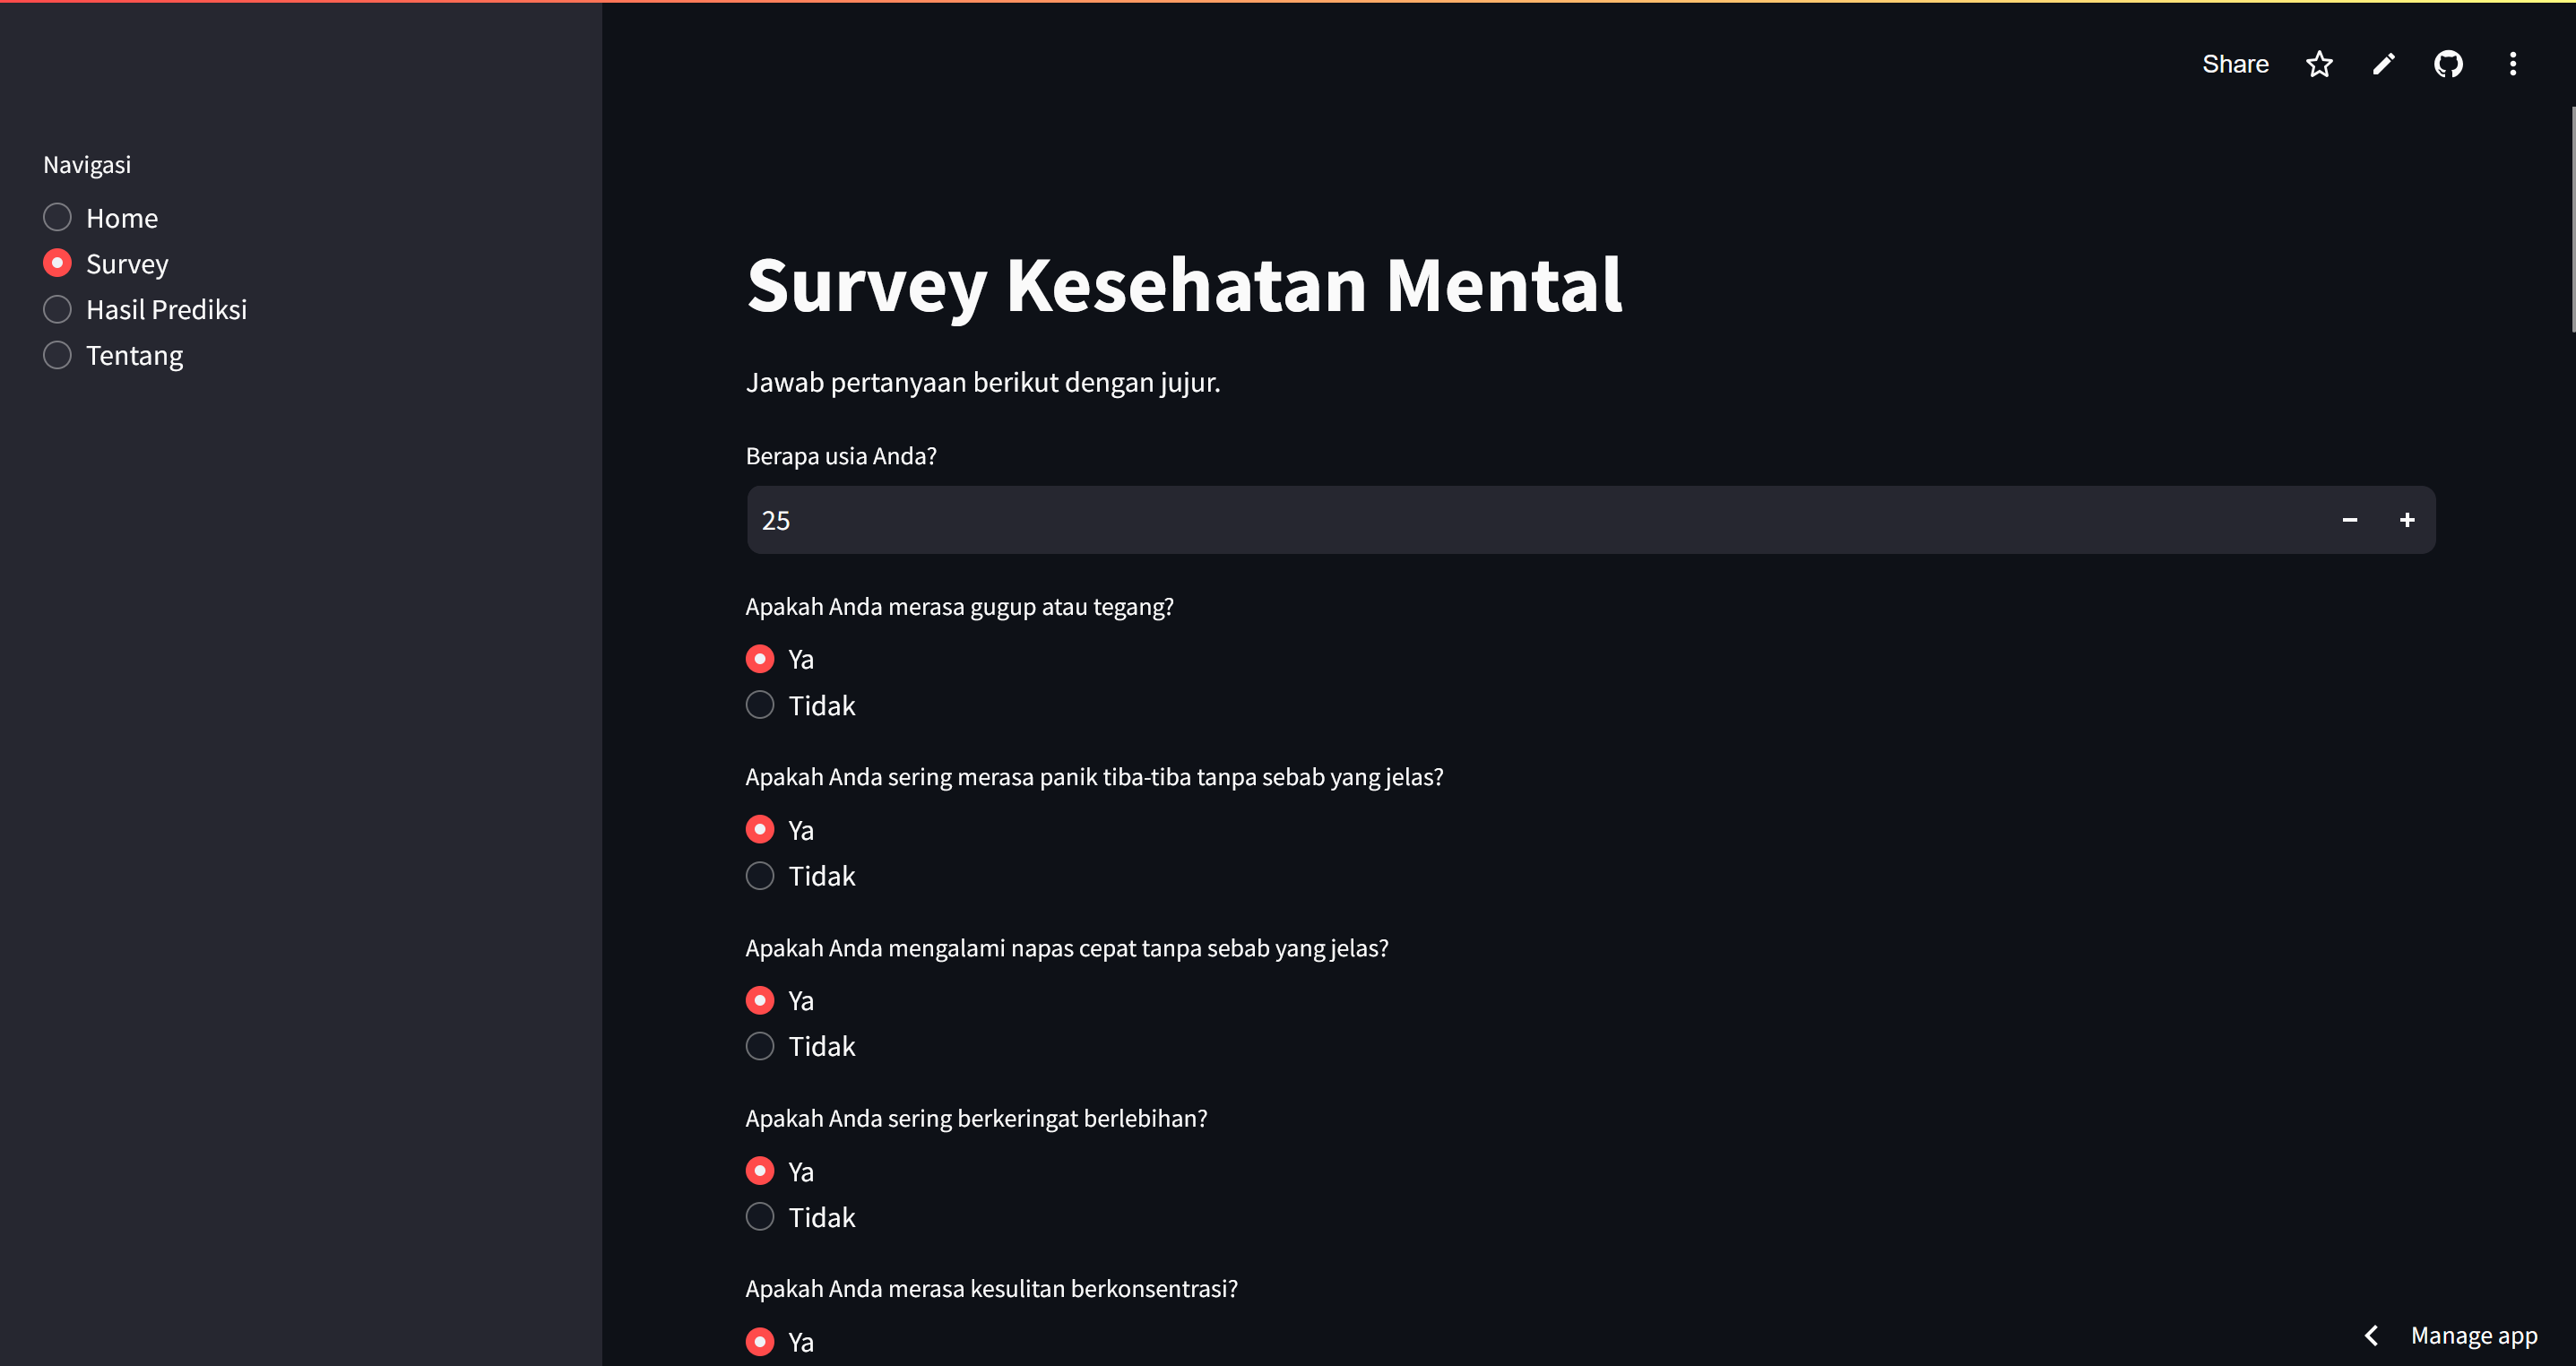 Share
Navigasi
Home
Survey
Hasil Prediksi
Tentang
Survey Kesehatan Mental
Jawab pertanyaan berikut dengan jujur.
Berapa usia Anda?
25
Apakah Anda merasa gugup atau tegang?
Ya
Tidak
Apakah Anda sering merasa panik tiba-tiba tanpa sebab yang jelas?
Ya
Tidak
Apakah Anda mengalami napas cepat tanpa sebab yang jelas?
Ya
Tidak
Apakah Anda sering berkeringat berlebihan?
Ya
Tidak
Apakah Anda merasa kesulitan berkonsentrasi?
Ya
Manage app